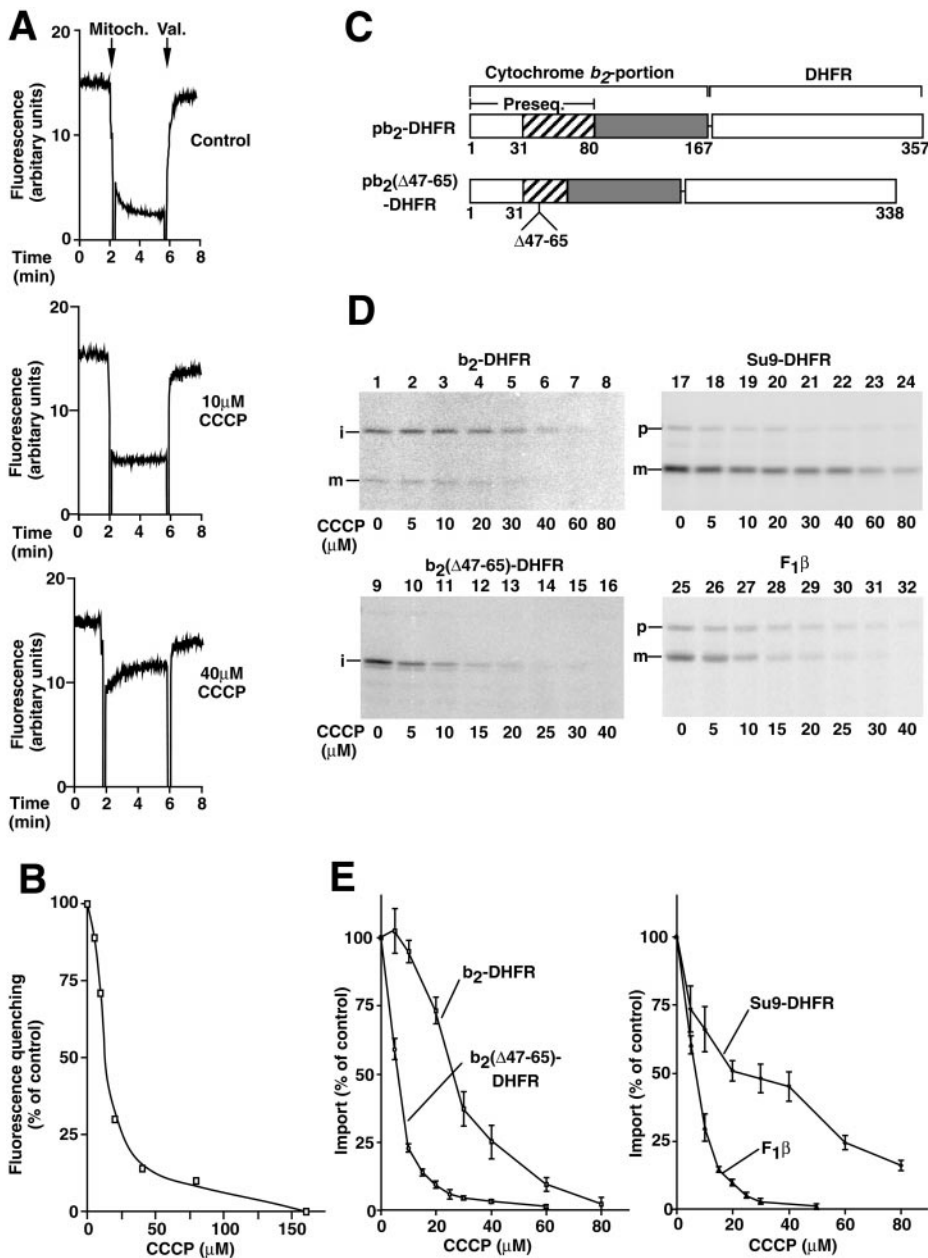 A
Mitoch. Val.
20
10
0
Fluorescence
(arbitary units)
Control
Time
(min)
0 2 4 6 8
20
10
0
Fluorescence
(arbitary units)
10μM
CCCP
Time
(min)
0 2 4 6 8
20
10
0
Fluorescence
(arbitary units)
40μM
CCCP
Time
(min)
0 2 4 6 8
B
100
75
50
25
0
Fluorescence quenching
(% of control)
0 50 100 150
CCCP (μM)
C
Cytochrome b2-portion DHFR
Preseq.
pb2-DHFR
1 31 80 167 357
pb2(Δ47-65)
-DHFR
1 31 338
Δ47-65
D
b2-DHFR
1 2 3 4 5 6 7 8
i
m
CCCP
(μM)
0 5 10 20 30 40 60 80
Su9-DHFR
17 18 19 20 21 22 23 24
p
m
0 5 10 20 30 40 60 80
b2(Δ47-65)-DHFR
9 10 11 12 13 14 15 16
i
CCCP
(μM)
0 5 10 15 20 25 30 40
F1β
25 26 27 28 29 30 31 32
p
m
0 5 10 15 20 25 30 40
E
100
75
50
25
0
Import (% of control)
b2-DHFR
b2(Δ47-65)-
DHFR
0 20 40 60 80
CCCP (μM)
100
75
50
25
0
Import (% of control)
Su9-DHFR
F1β
0 20 40 60 80
CCCP (μM)